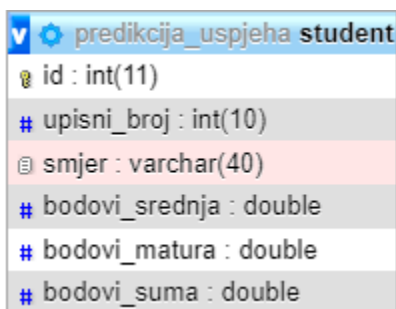 v predikcija_uspjeha student
id : int(11)
# upisni_broj : int(10)
smjer : varchar(40)
# bodovi_srednja : double
# bodovi_matura : double
# bodovi_suma : double